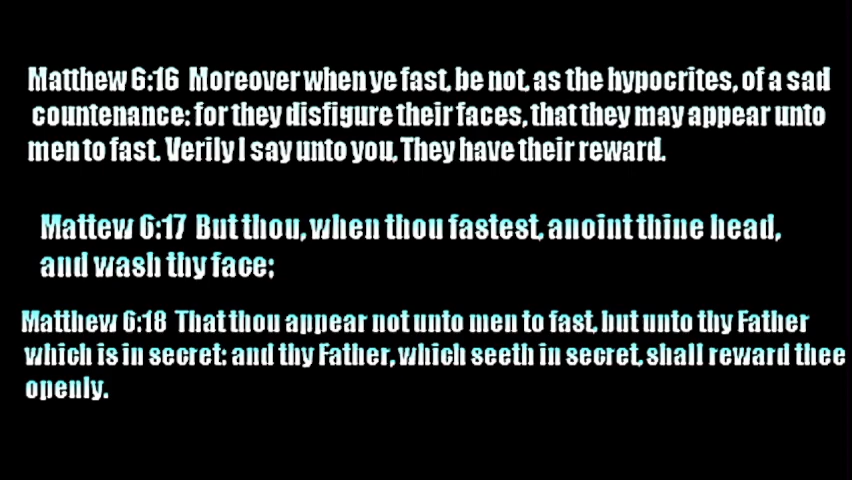 Matthew 6:16 Moreover when ye fast, be not, as the hypocrites, of a sad
countenance: for they disfigure their faces, that they may appear unto
men to fast. Verily I say unto you, They have their reward.
Mattew 6:17 But thou, when thou fastest, anoint thine head,
and wash thy face;
Matthew 6:18 That thou appear not unto men to fast, but unto thy Father
which is in secret: and thy Father, which seeth in secret, shall reward thee
openly.